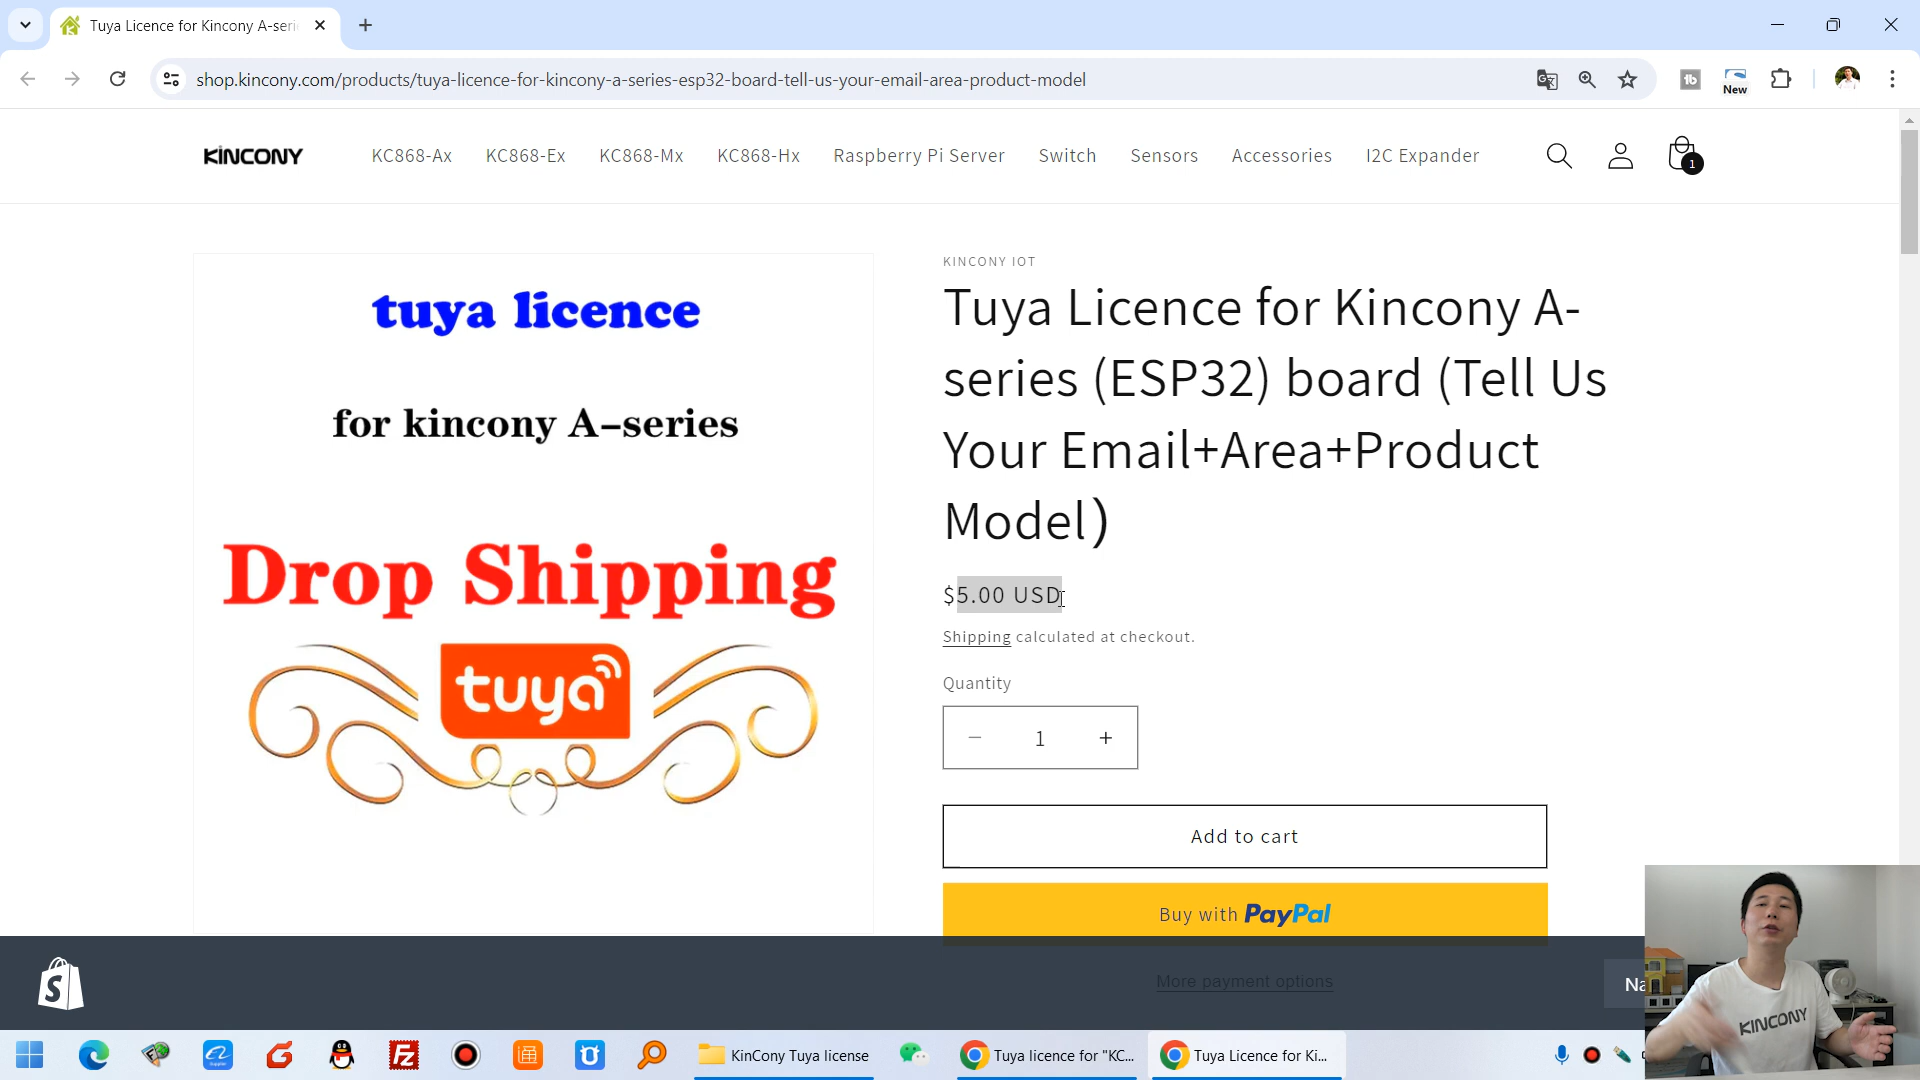 Tuya Licence for Kincony A-seri
shop.kincony.com/products/tuya-licence-for-kincony-a-series-esp32-board-tell-us-your-email-area-product-model
New
KINCONY
KC868-Ax
KC868-Ex
KC868-Mx
KC868-Hx
Raspberry Pi Server
Switch
Sensors
Accessories
I2C Expander
1
tuya licence
for kincony A-series
Drop Shipping
tuya
KINCONY IOT
Tuya Licence for Kincony A-
series (ESP32) board (Tell Us
Your Email+Area+Product
Model)
$5.00 USD
Shipping calculated at checkout.
Quantity
− 1 +
Add to cart
Buy with PayPal
More payment options
Na
KINCONY
KinCony Tuya license
Tuya licence for "KC...
Tuya Licence for Ki...